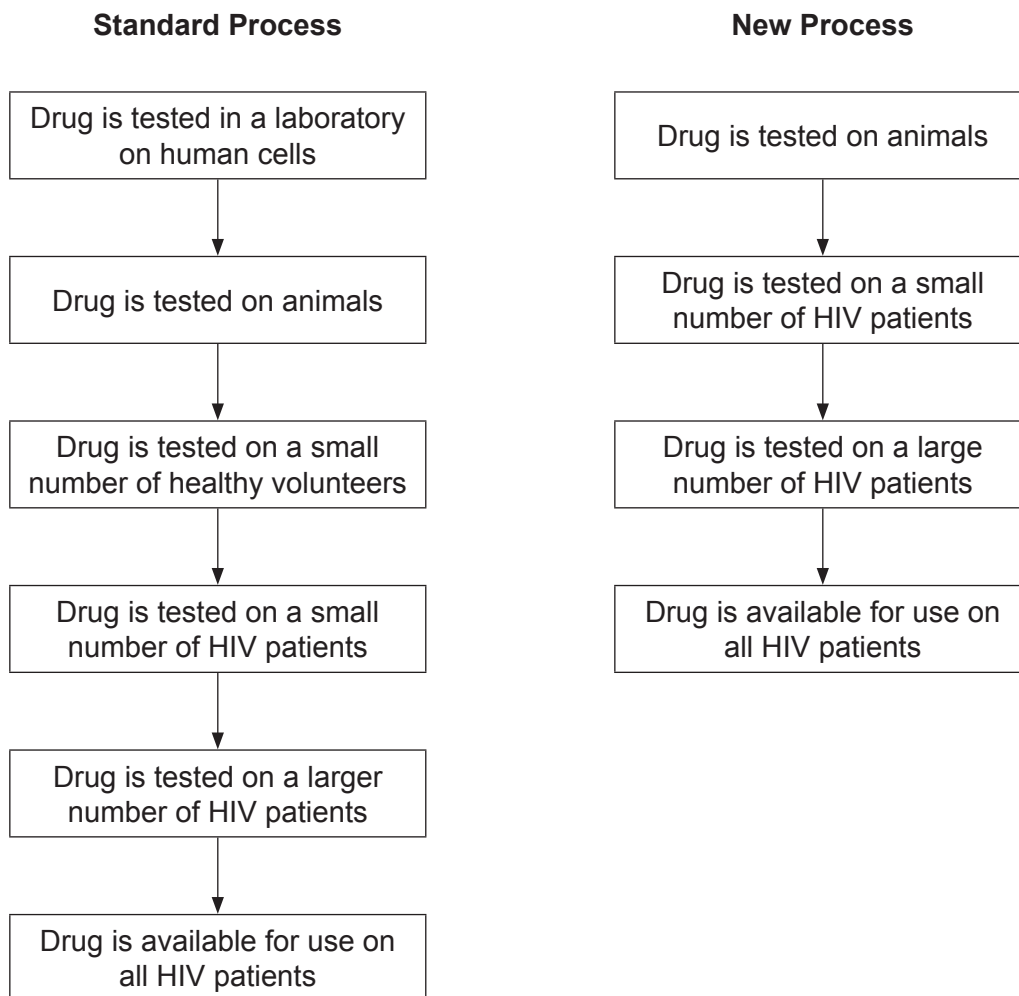 Standard Process
Drug is tested in a laboratory
on human cells
Drug is tested on animals
Drug is tested on a small
number of healthy volunteers
Drug is tested on a small
number of HIV patients
Drug is tested on a larger
number of HIV patients
Drug is available for use on
all HIV patients
New Process
Drug is tested on animals
Drug is tested on a small
number of HIV patients
Drug is tested on a large
number of HIV patients
Drug is available for use on
all HIV patients